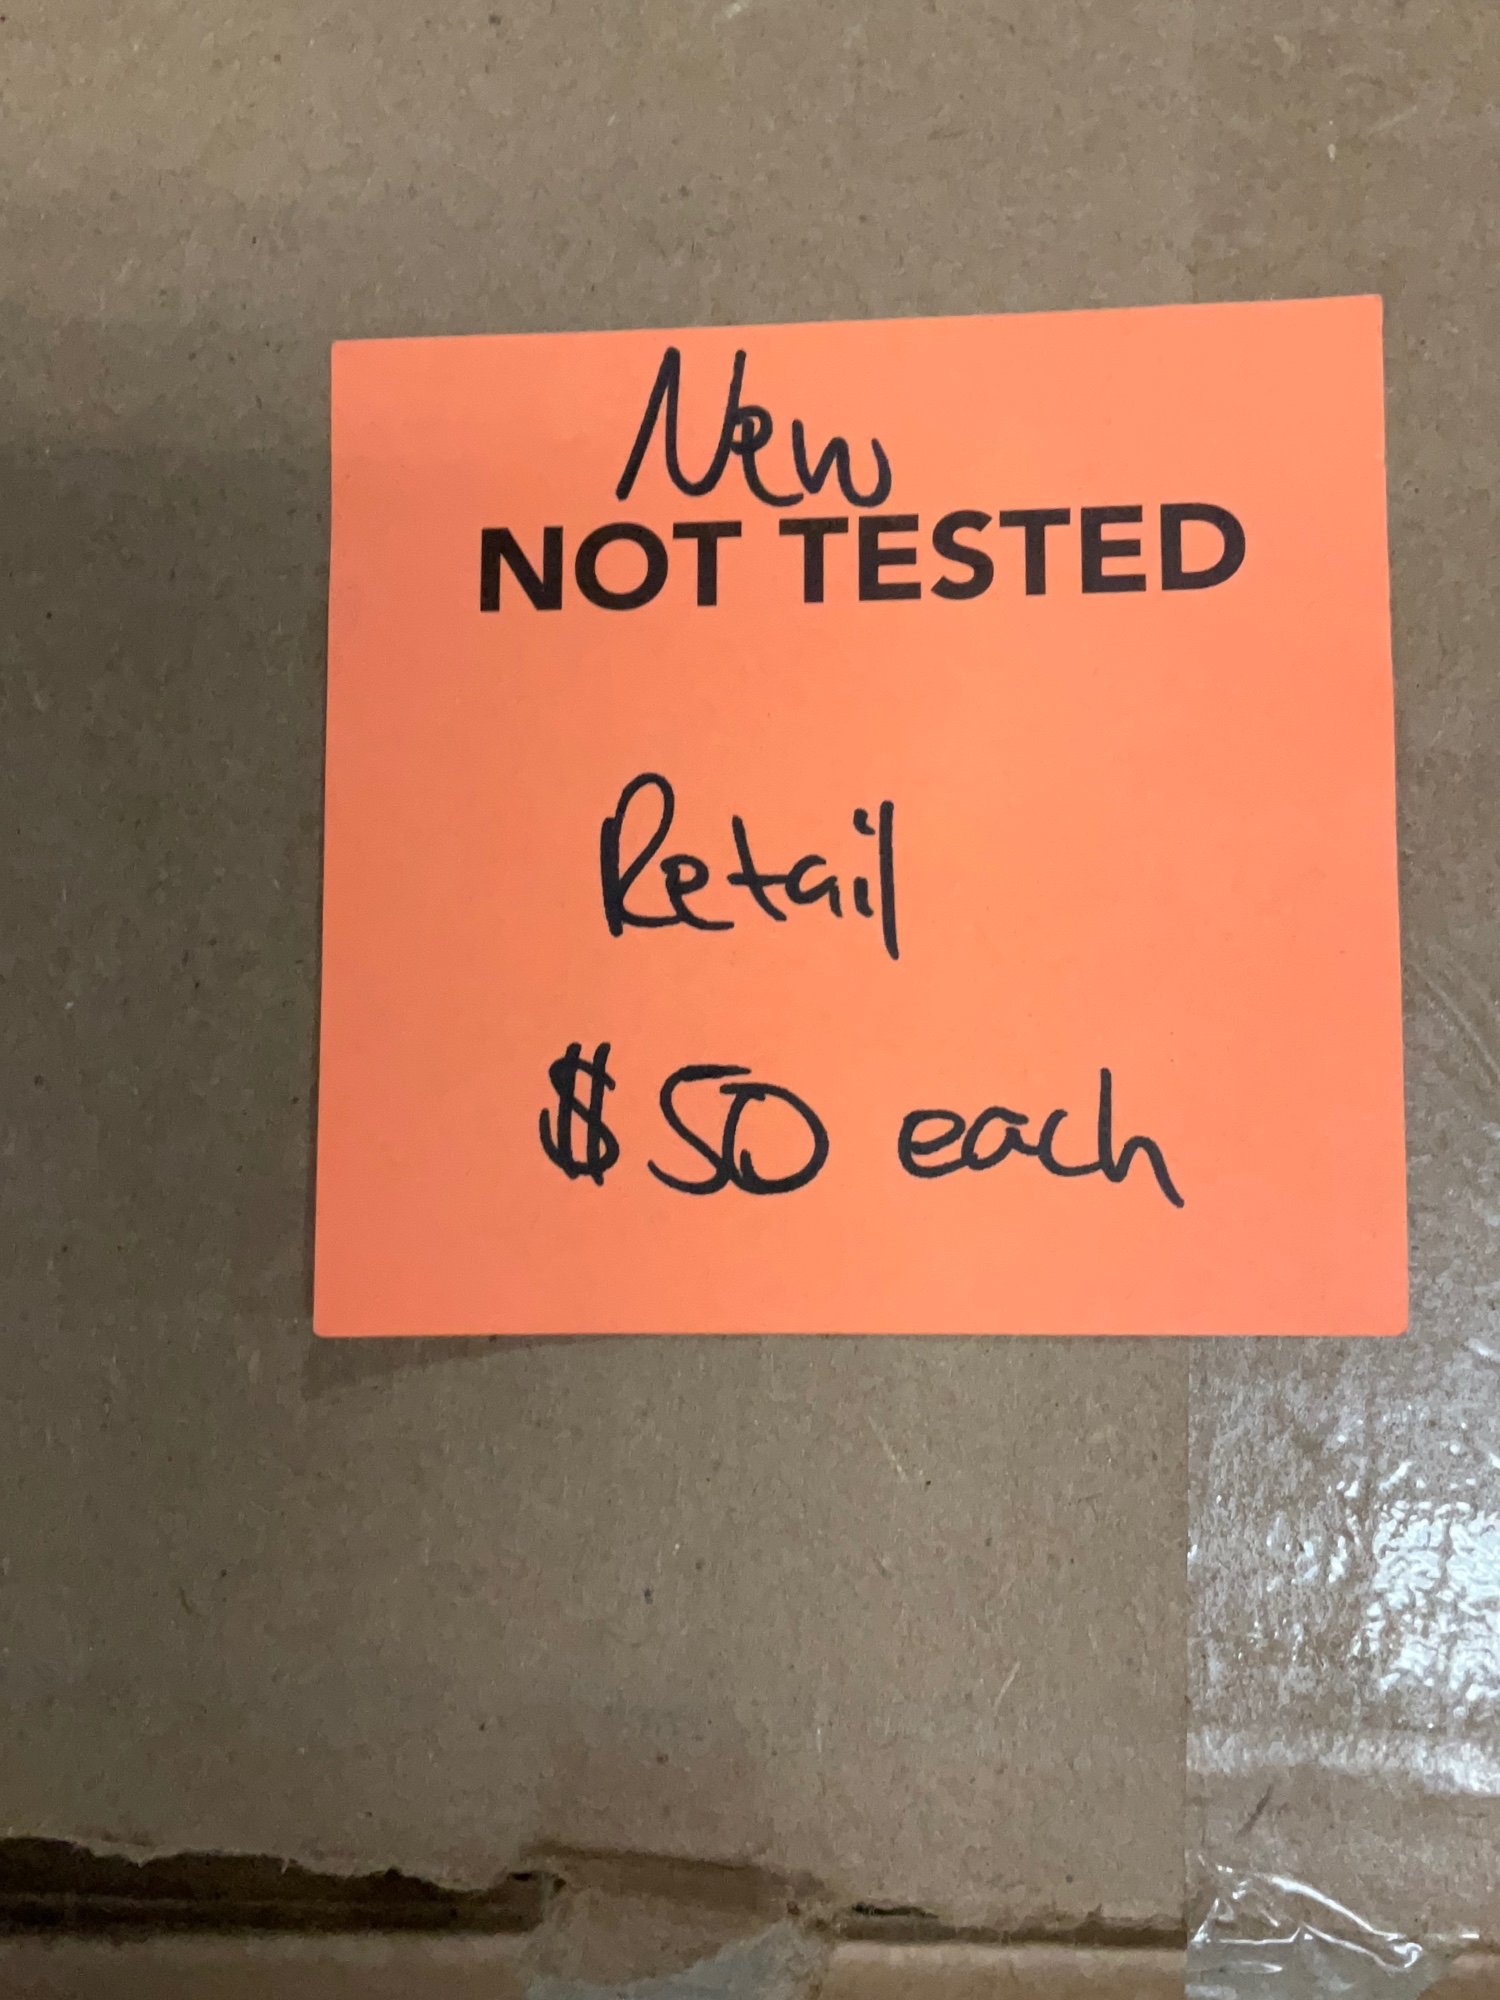 New
NOT TESTED
Retail
$50 each